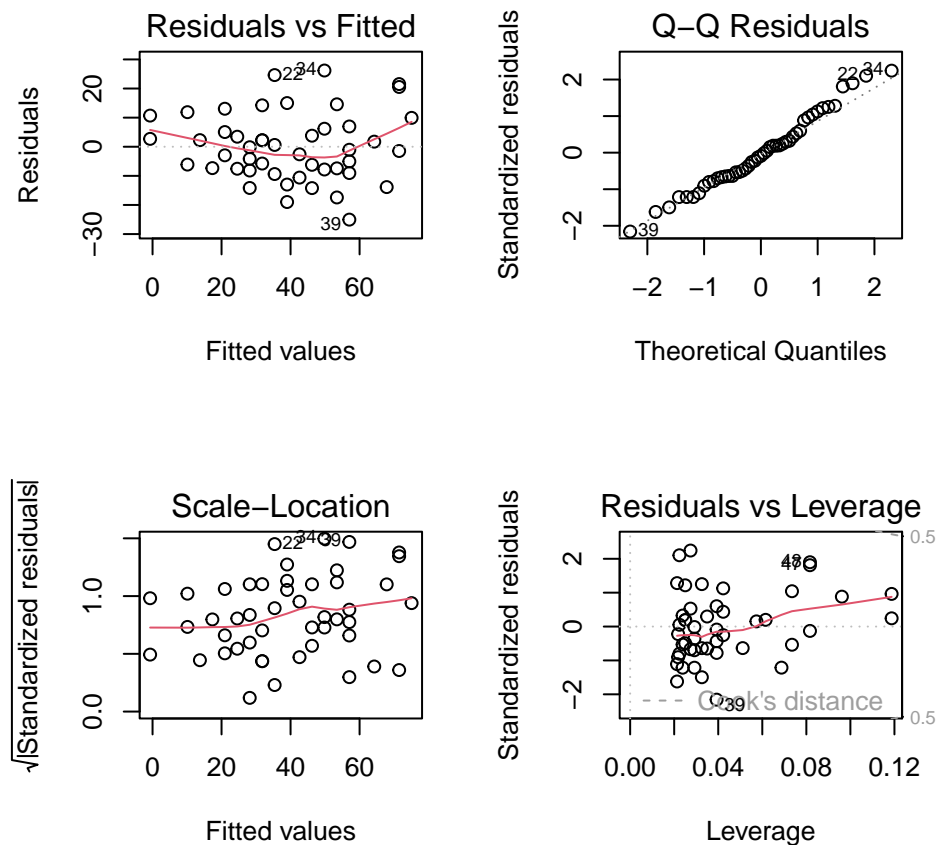 Residuals vs Fitted
Residuals
20
0
−30
0 20 40 60
Fitted values
22
34
39
Q−Q Residuals
Standardized residuals
2
0
−2
−2 −1 0 1 2
Theoretical Quantiles
22
34
39
Scale−Location
√|Standardized residuals|
1.0
0.0
0 20 40 60
Fitted values
22
34
39
Residuals vs Leverage
Standardized residuals
2
0
−2
0.00 0.04 0.08 0.12
Leverage
Cook's distance
0.5
0.5
39